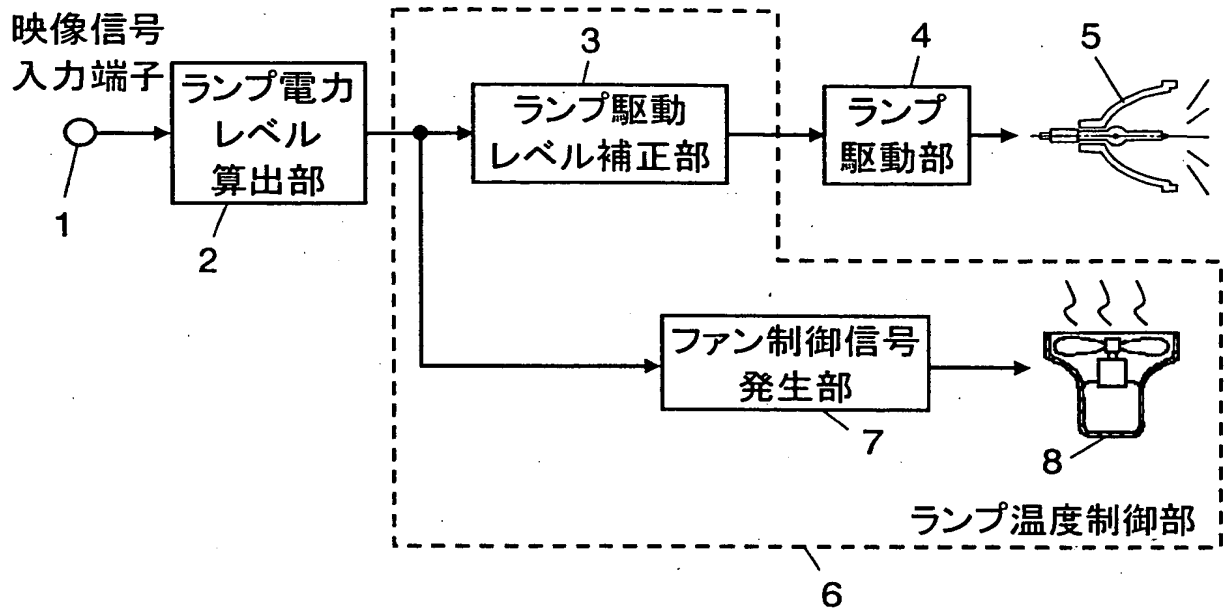 映像信号
入力端子
1
ランプ電力
レベル
算出部
2
3
ランプ駆動
レベル補正部
4
ランプ
駆動部
5
ファン制御信号
発生部
7
8
ランプ温度制御部
6